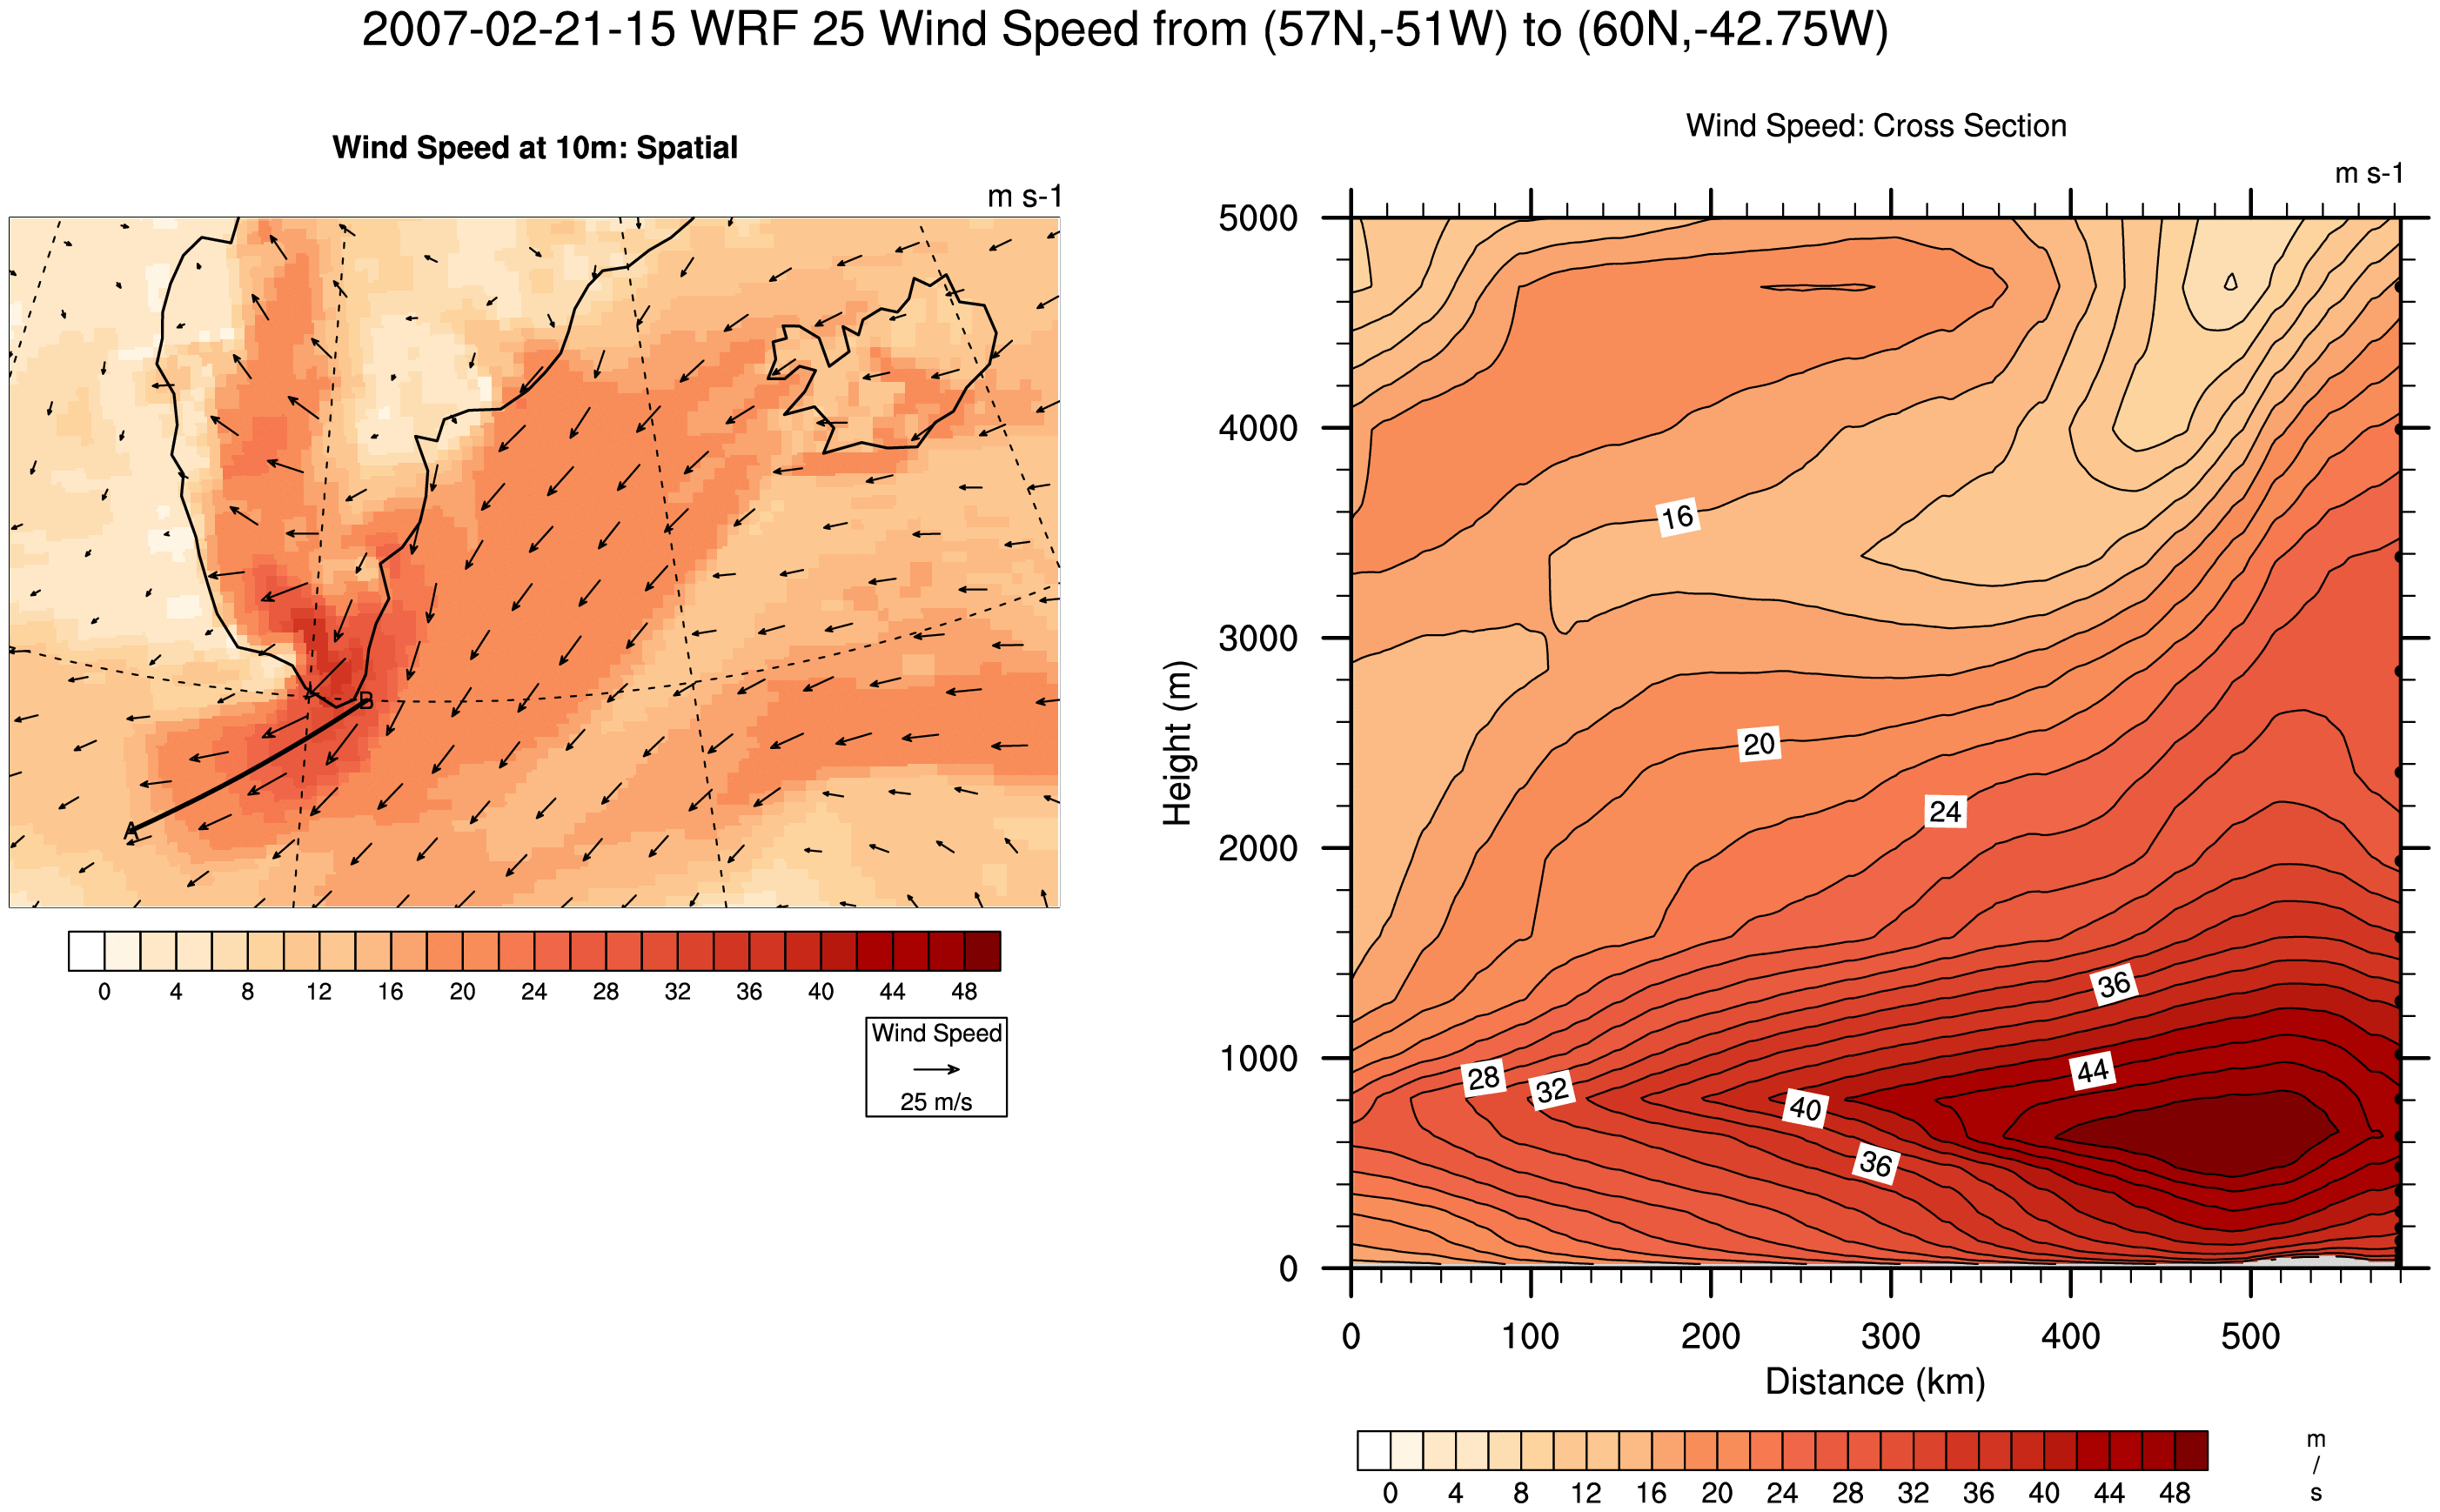 2007-02-21-15 WRF 25 Wind Speed from (57N,-51W) to (60N,-42.75W)
Wind Speed at 10m: Spatial
m s-1
A
B
0 4 8 12 16 20 24 28 32 36 40 44 48
Wind Speed
25 m/s
Wind Speed: Cross Section
m s-1
Height (m)
5000
4000
3000
2000
1000
0
16
20
24
36
28
32
44
40
36
0 100 200 300 400 500
Distance (km)
0 4 8 12 16 20 24 28 32 36 40 44 48
m
/
s